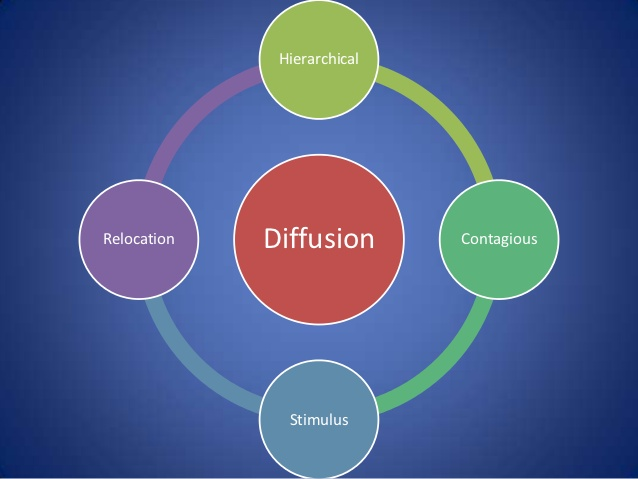 Hierarchical
Relocation
Diffusion
Contagious
Stimulus